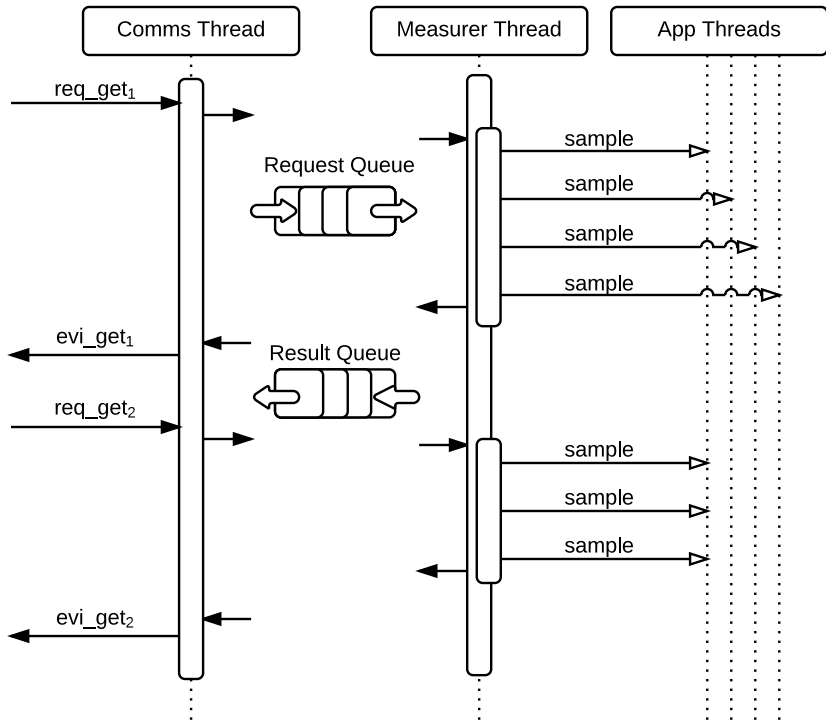 Comms Thread
Measurer Thread
App Threads
req_get₁
sample
Request Queue
sample
sample
sample
evi_get₁
Result Queue
req_get₂
sample
sample
sample
evi_get₂